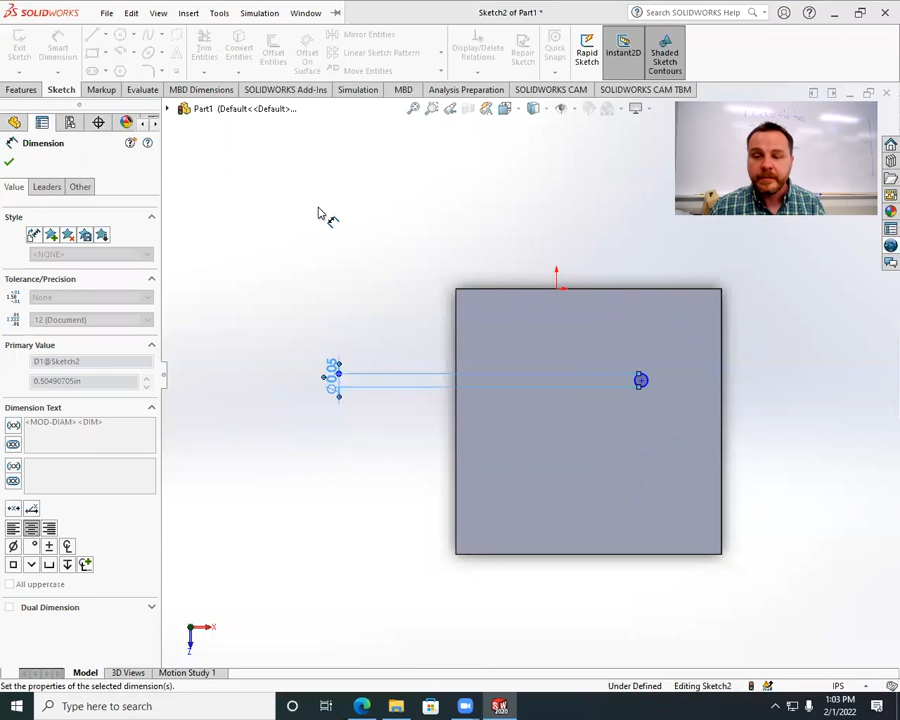 SOLIDWORKS
File
Edit
View
Insert
Tools
Simulation
Window
Sketch2 of Part1 *
Search SOLIDWORKS Help
Exit Sketch
Smart Dimension
Trim Entities
Convert Entities
Offset Entities
Offset On Surface
Mirror Entities
Linear Sketch Pattern
Move Entities
Display/Delete Relations
Repair Sketch
Quick Snaps
Rapid Sketch
Instant2D
Shaded Sketch Contours
Features
Sketch
Markup
Evaluate
MBD Dimensions
SOLIDWORKS Add-Ins
Simulation
MBD
Analysis Preparation
SOLIDWORKS CAM
SOLIDWORKS CAM TBM
Part1 (Default<<Default>...
Dimension
Value
Leaders
Other
Style
<NONE>
Tolerance/Precision
None
.12 (Document)
Primary Value
D1@Sketch2
0.50490705in
Dimension Text
<MOD-DIAM><DIM>
All uppercase
Dual Dimension
∅0.05
X
Z
Model
3D Views
Motion Study 1
Set the properties of the selected dimension(s).
Under Defined
Editing Sketch2
IPS
Type here to search
1:03 PM
2/1/2022